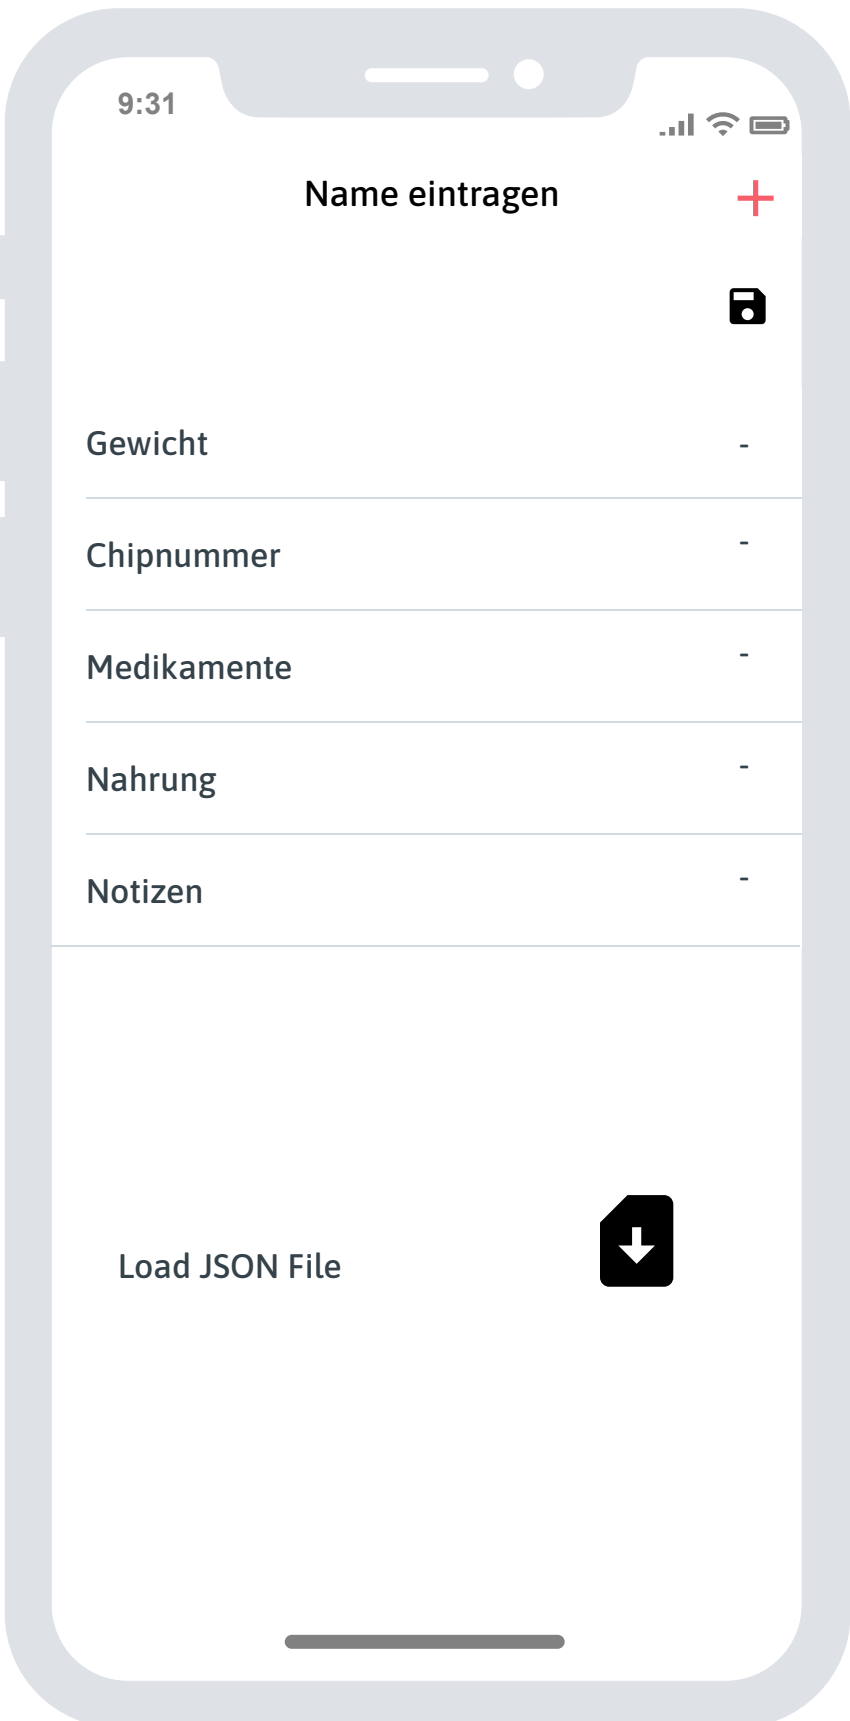 9:31
Name eintragen
Gewicht -
Chipnummer -
Medikamente -
Nahrung -
Notizen -
Load JSON File